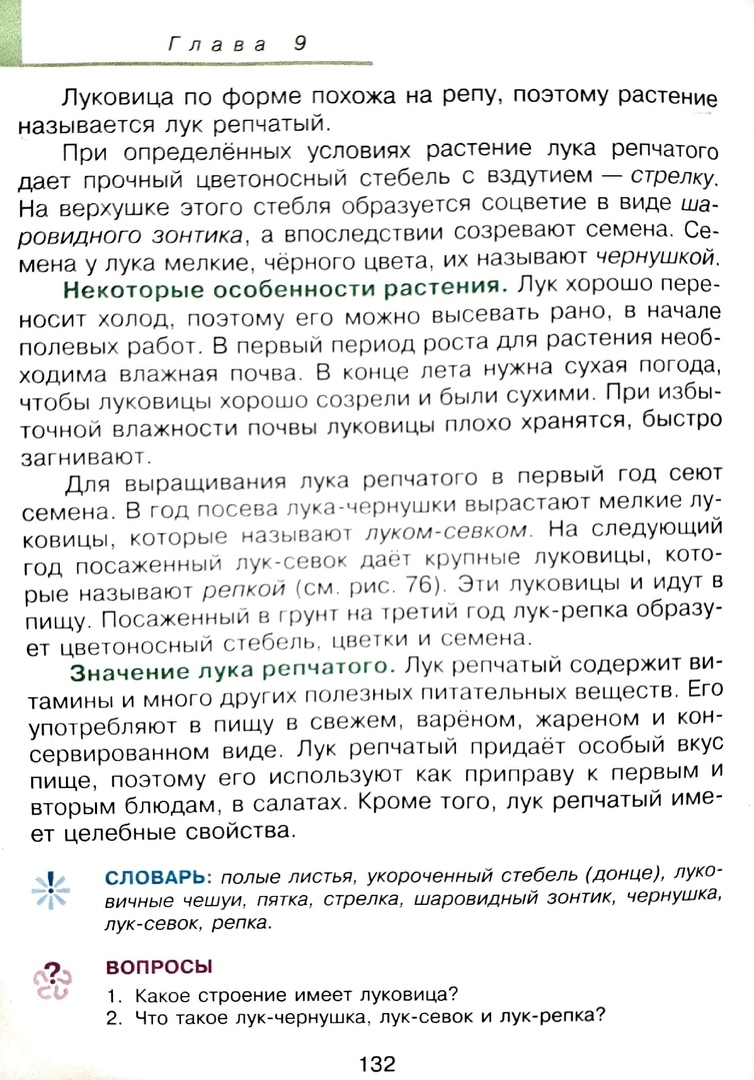 Глава 9
Луковица по форме похожа на репу, поэтому растение
называется лук репчатый.
При определённых условиях растение лука репчатого
дает прочный цветоносный стебель с вздутием — стрелку.
На верхушке этого стебля образуется соцветие в виде ша-
ровидного зонтика, а впоследствии созревают семена. Се-
мена у лука мелкие, чёрного цвета, их называют чернушкой.
Некоторые особенности растения. Лук хорошо пере-
носит холод, поэтому его можно высевать рано, в начале
полевых работ. В первый период роста для растения необ-
ходима влажная почва. В конце лета нужна сухая погода,
чтобы луковицы хорошо созрели и были сухими. При избы-
точной влажности почвы луковицы плохо хранятся, быстро
загнивают.
Для выращивания лука репчатого в первый год сеют
семена. В год посева лука-чернушки вырастают мелкие лу-
ковицы, которые называют луком-севком. На следующий
год посаженный лук-севок даёт крупные луковицы, кото-
рые называют репкой (см. рис. 76). Эти луковицы и идут в
пищу. Посаженный в грунт на третий год лук-репка образу-
ет цветоносный стебель, цветки и семена.
Значение лука репчатого. Лук репчатый содержит ви-
тамины и много других полезных питательных веществ. Его
употребляют в пищу в свежем, варёном, жареном и кон-
сервированном виде. Лук репчатый придаёт особый вкус
пище, поэтому его используют как приправу к первым и
вторым блюдам, в салатах. Кроме того, лук репчатый име-
ет целебные свойства.
СЛОВАРЬ: полые листья, укороченный стебель (донце), луко-
вичные чешуи, пятка, стрелка, шаровидный зонтик, чернушка,
лук-севок, репка.
ВОПРОСЫ
1. Какое строение имеет луковица?
2. Что такое лук-чернушка, лук-севок и лук-репка?
132